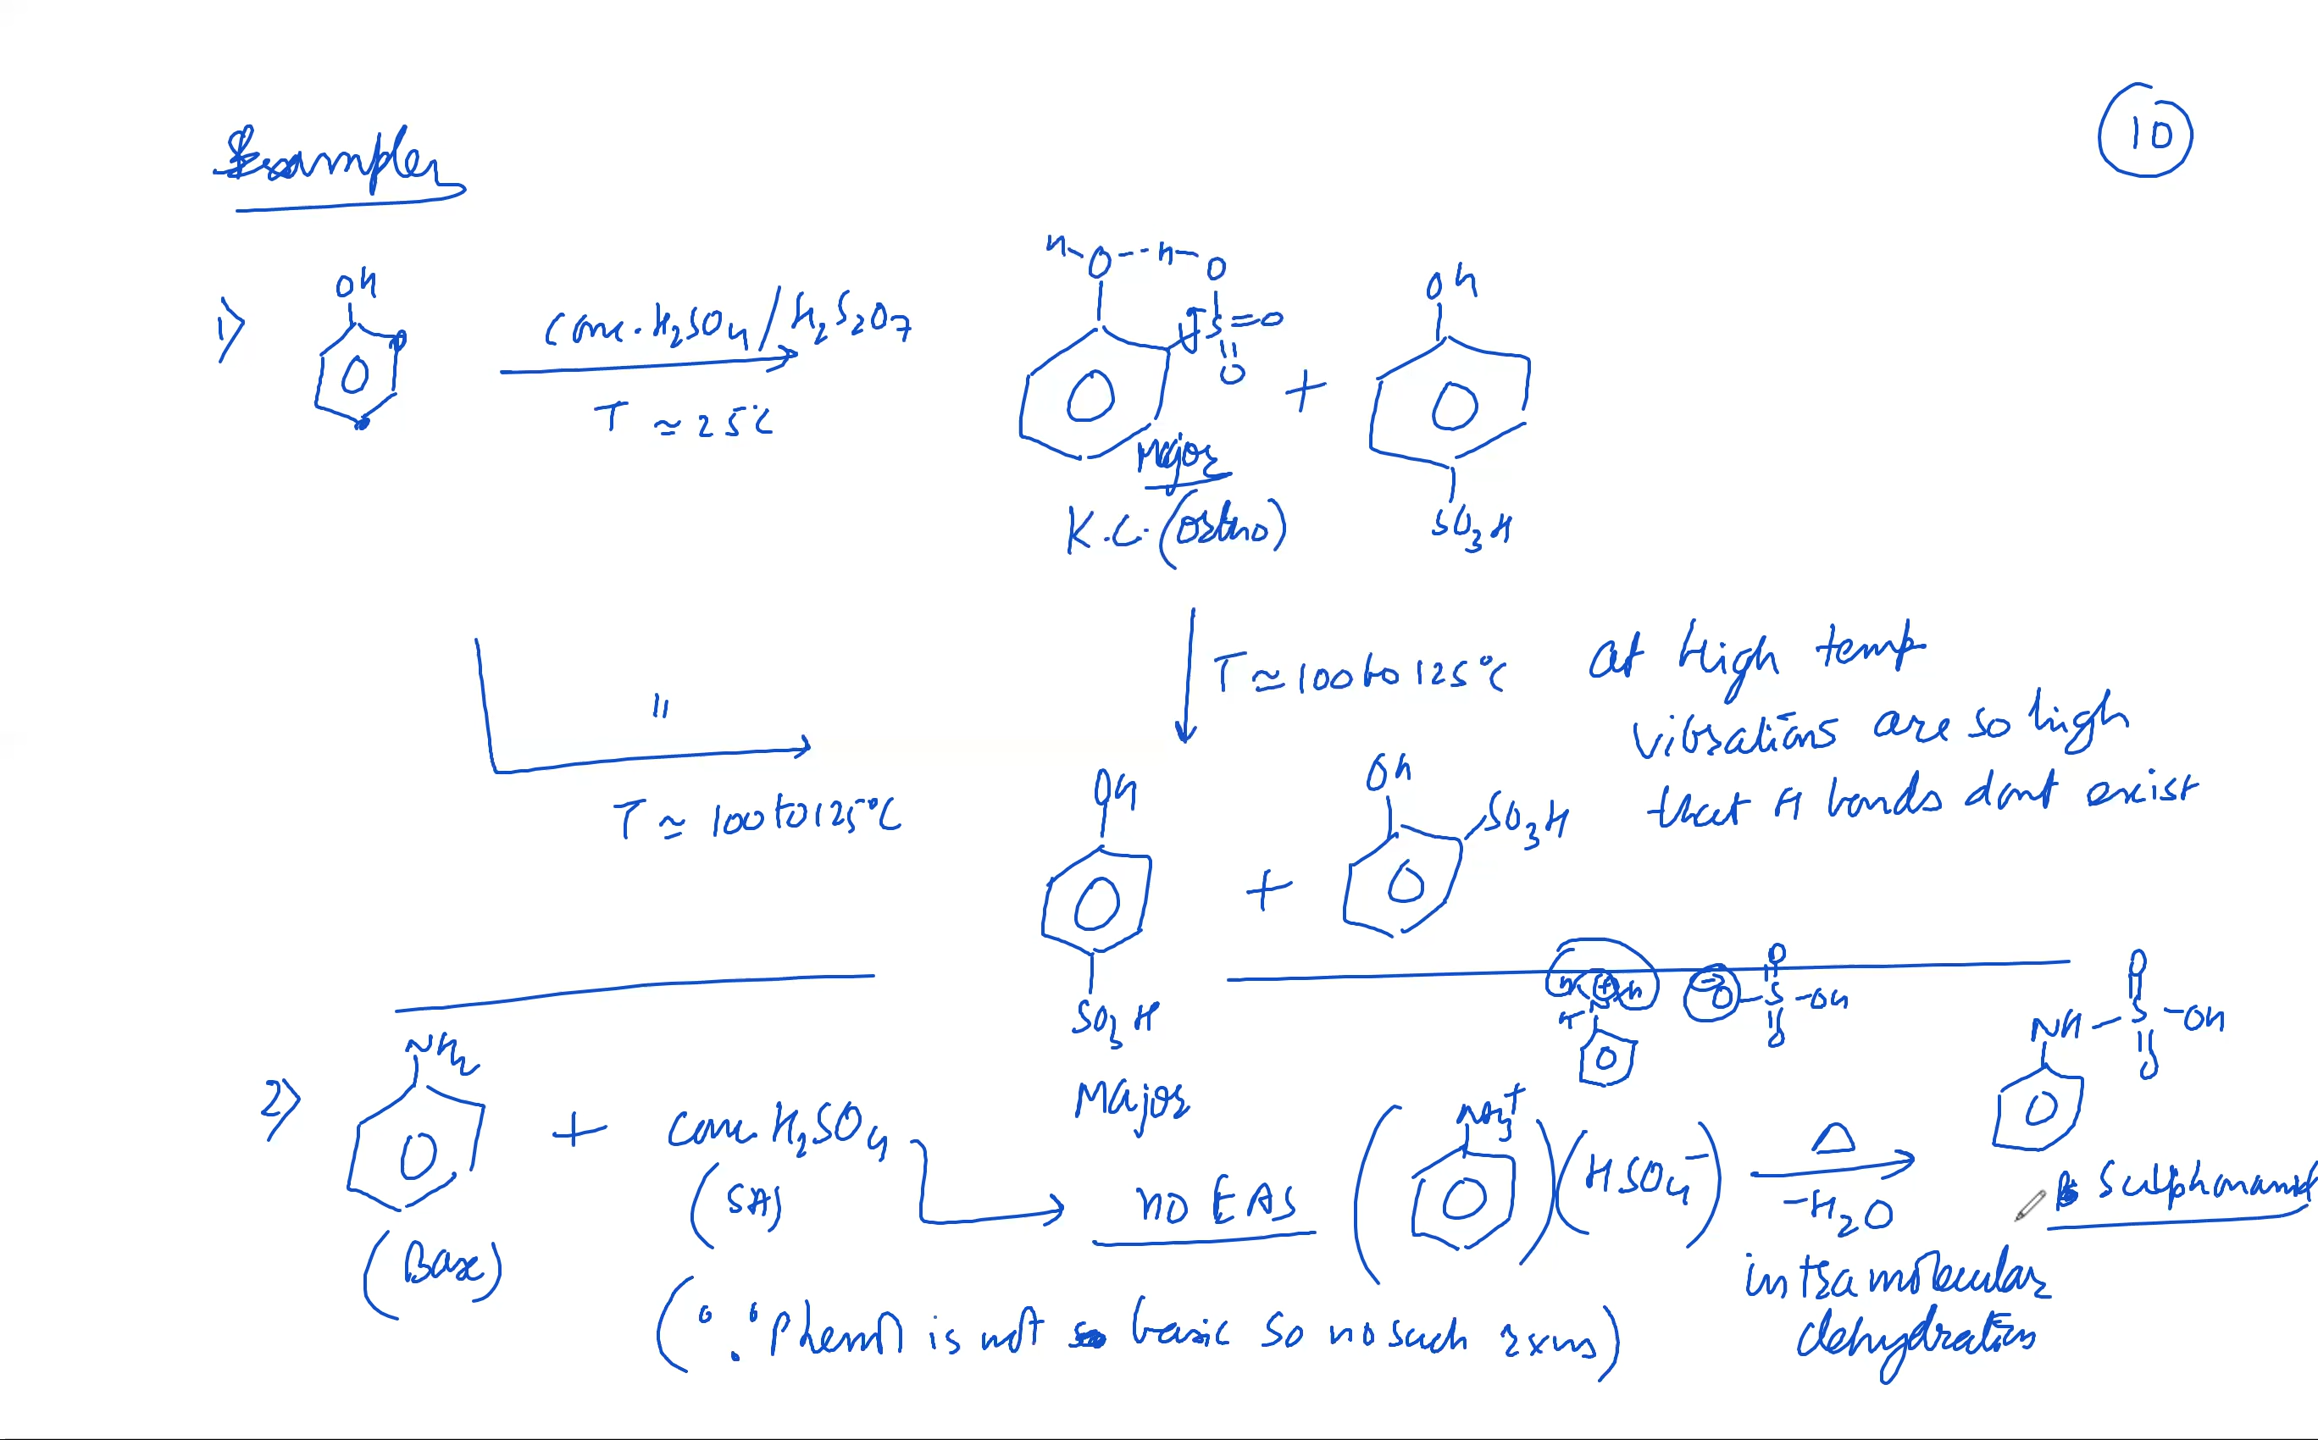 Examples
10
1)
OH
conc. H2SO4 / H2S2O7
T ≃ 25°C
H-O---H-O
S=O
O
+
OH
SO3H
Major
K.C. (ortho)
T ≃ 100 to 125°C
at High temp
vibrations are so high
that H bonds dont exist
"
T ≃ 100 to 125°C
OH
SO3H
Major
+
OH
SO3H
2)
NH2
(Base)
+ conc. H2SO4
(SA)
NO EAS
(NH3+) (HSO4-)
H N+ H
H
O- - S - OH
O
O
Δ
-H2O
intramolecular
dehydration
NH - S - OH
O
O
Sulphonamid
(∵ Phenol is not basic so no such rxns)